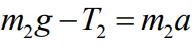 m₂g − T₂ = m₂a